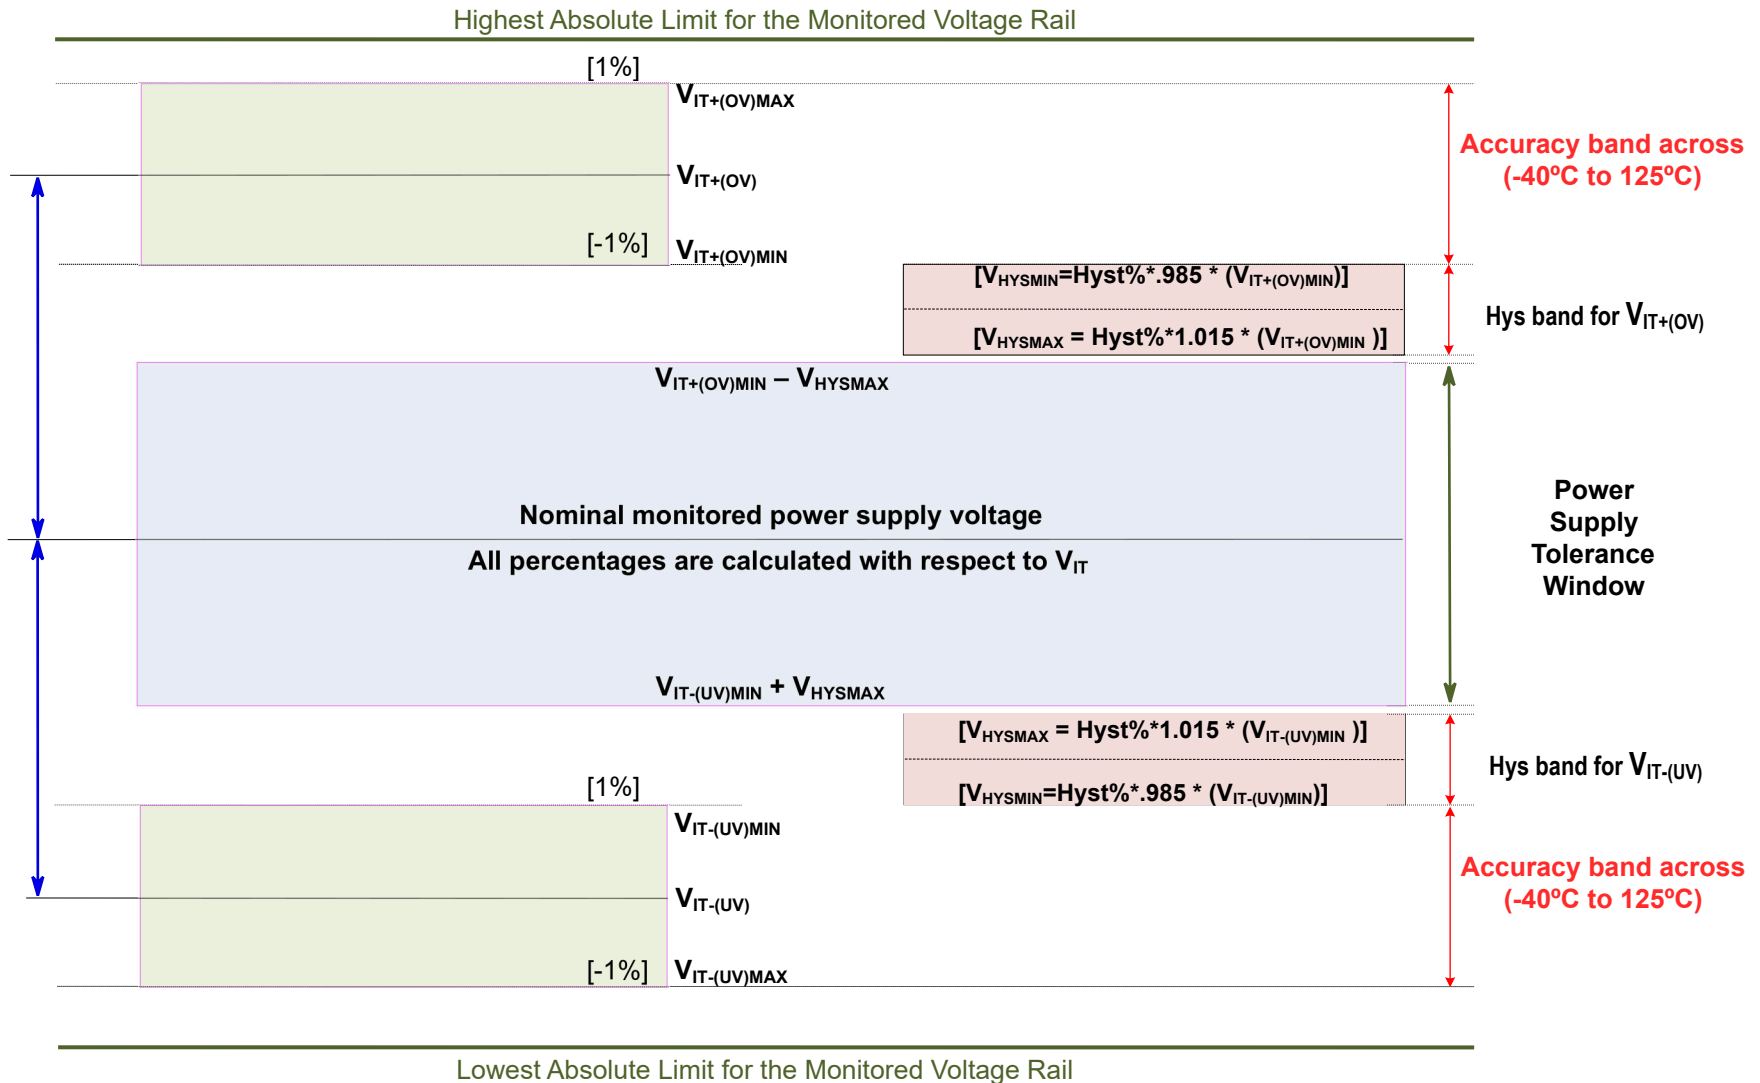 Highest Absolute Limit for the Monitored Voltage Rail
[1%]
VIT+(OV)MAX
Accuracy band across
(-40ºC to 125ºC)
VIT+(OV)
[-1%]
VIT+(OV)MIN
[VHYSMIN=Hyst%*.985 * (VIT+(OV)MIN)]
Hys band for VIT+(OV)
[VHYSMAX = Hyst%*1.015 * (VIT+(OV)MIN )]
VIT+(OV)MIN – VHYSMAX
Nominal monitored power supply voltage
All percentages are calculated with respect to VIT
Power
Supply
Tolerance
Window
VIT-(UV)MIN + VHYSMAX
[VHYSMAX = Hyst%*1.015 * (VIT-(UV)MIN )]
Hys band for VIT-(UV)
[VHYSMIN=Hyst%*.985 * (VIT-(UV)MIN)]
[1%]
VIT-(UV)MIN
Accuracy band across
(-40ºC to 125ºC)
VIT-(UV)
[-1%]
VIT-(UV)MAX
Lowest Absolute Limit for the Monitored Voltage Rail